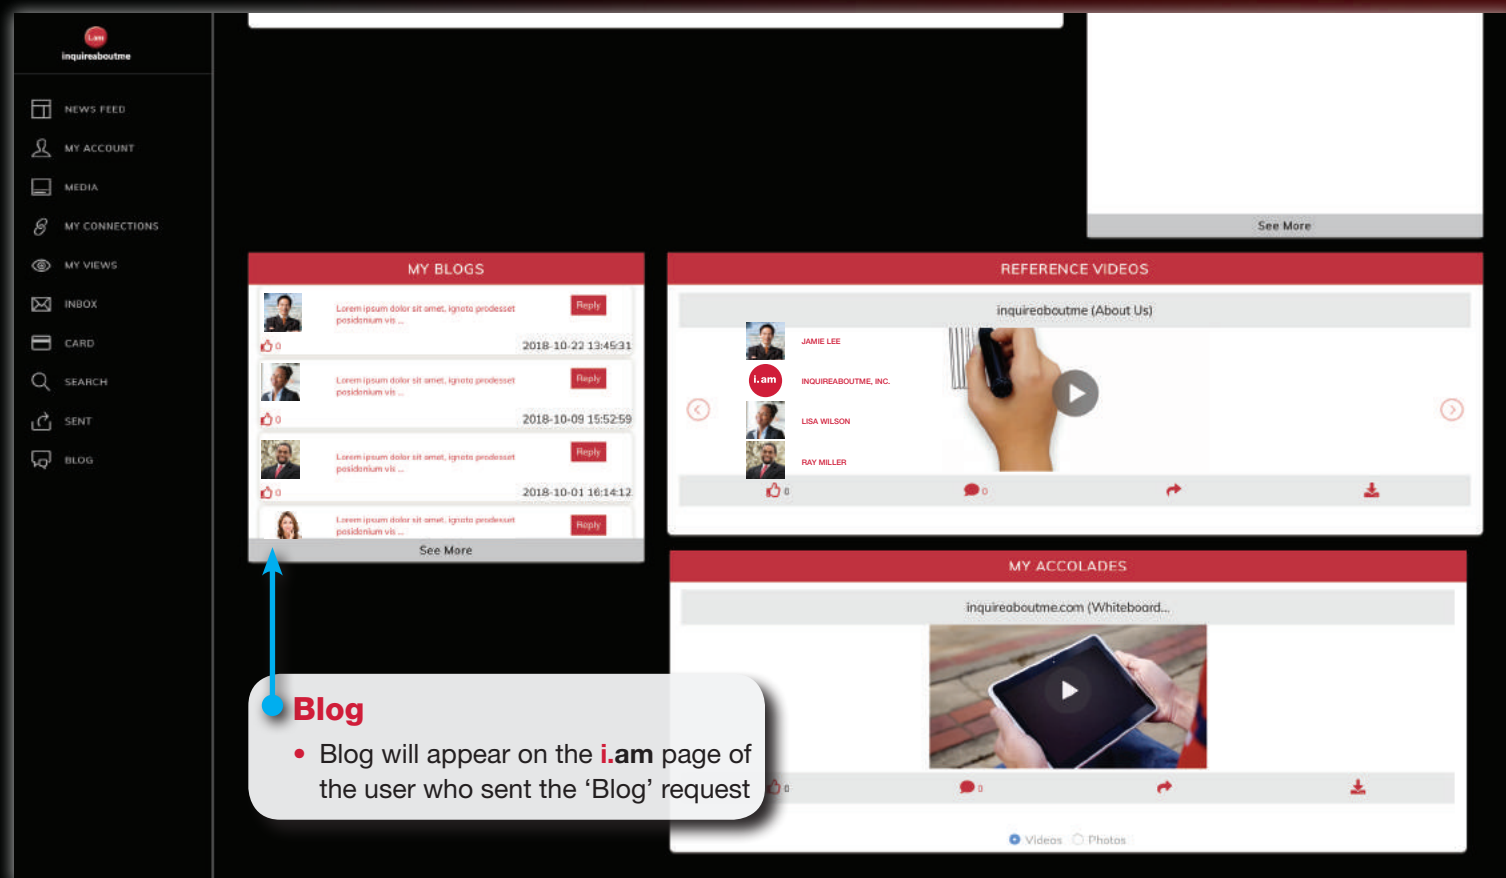 i.am
inquireaboutme
NEWS FEED
MY ACCOUNT
MEDIA
MY CONNECTIONS
MY VIEWS
INBOX
CARD
SEARCH
SENT
BLOG
See More
MY BLOGS
Lorem ipsum dolor sit amet, ignota prodesset
posidonium vis ...
Reply
0
2018-10-22 13:45:31
Lorem ipsum dolor sit amet, ignota prodesset
posidonium vis ...
Reply
0
2018-10-09 15:52:59
Lorem ipsum dolor sit amet, ignota prodesset
posidonium vis ...
Reply
0
2018-10-01 16:14:12
Lorem ipsum dolor sit amet, ignota prodesset
posidonium vis ...
Reply
See More
REFERENCE VIDEOS
inquireaboutme (About Us)
JAMIE LEE
i.am
INQUIREABOUTME, INC.
LISA WILSON
RAY MILLER
0
0
MY ACCOLADES
inquireaboutme.com (Whiteboard...
0
0
Videos
Photos
Blog
• Blog will appear on the i.am page of
the user who sent the ‘Blog’ request